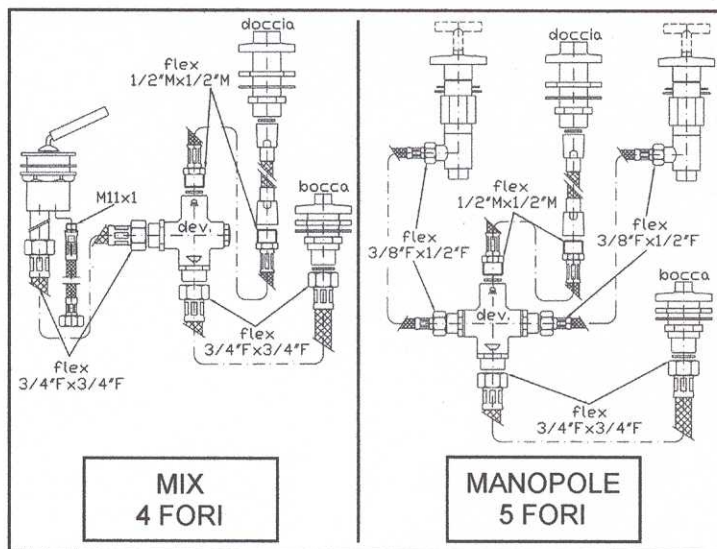 doccia
flex
1/2"Mx1/2"M
M11x1
bocca
dev.
flex
3/4"Fx3/4"F
flex
3/4"Fx3/4"F
MIX
4 FORI
doccia
flex
1/2"Mx1/2"M
flex
3/8"Fx1/2"F
flex
3/8"Fx1/2"F
bocca
dev.
flex
3/4"Fx3/4"F
MANOPOLE
5 FORI